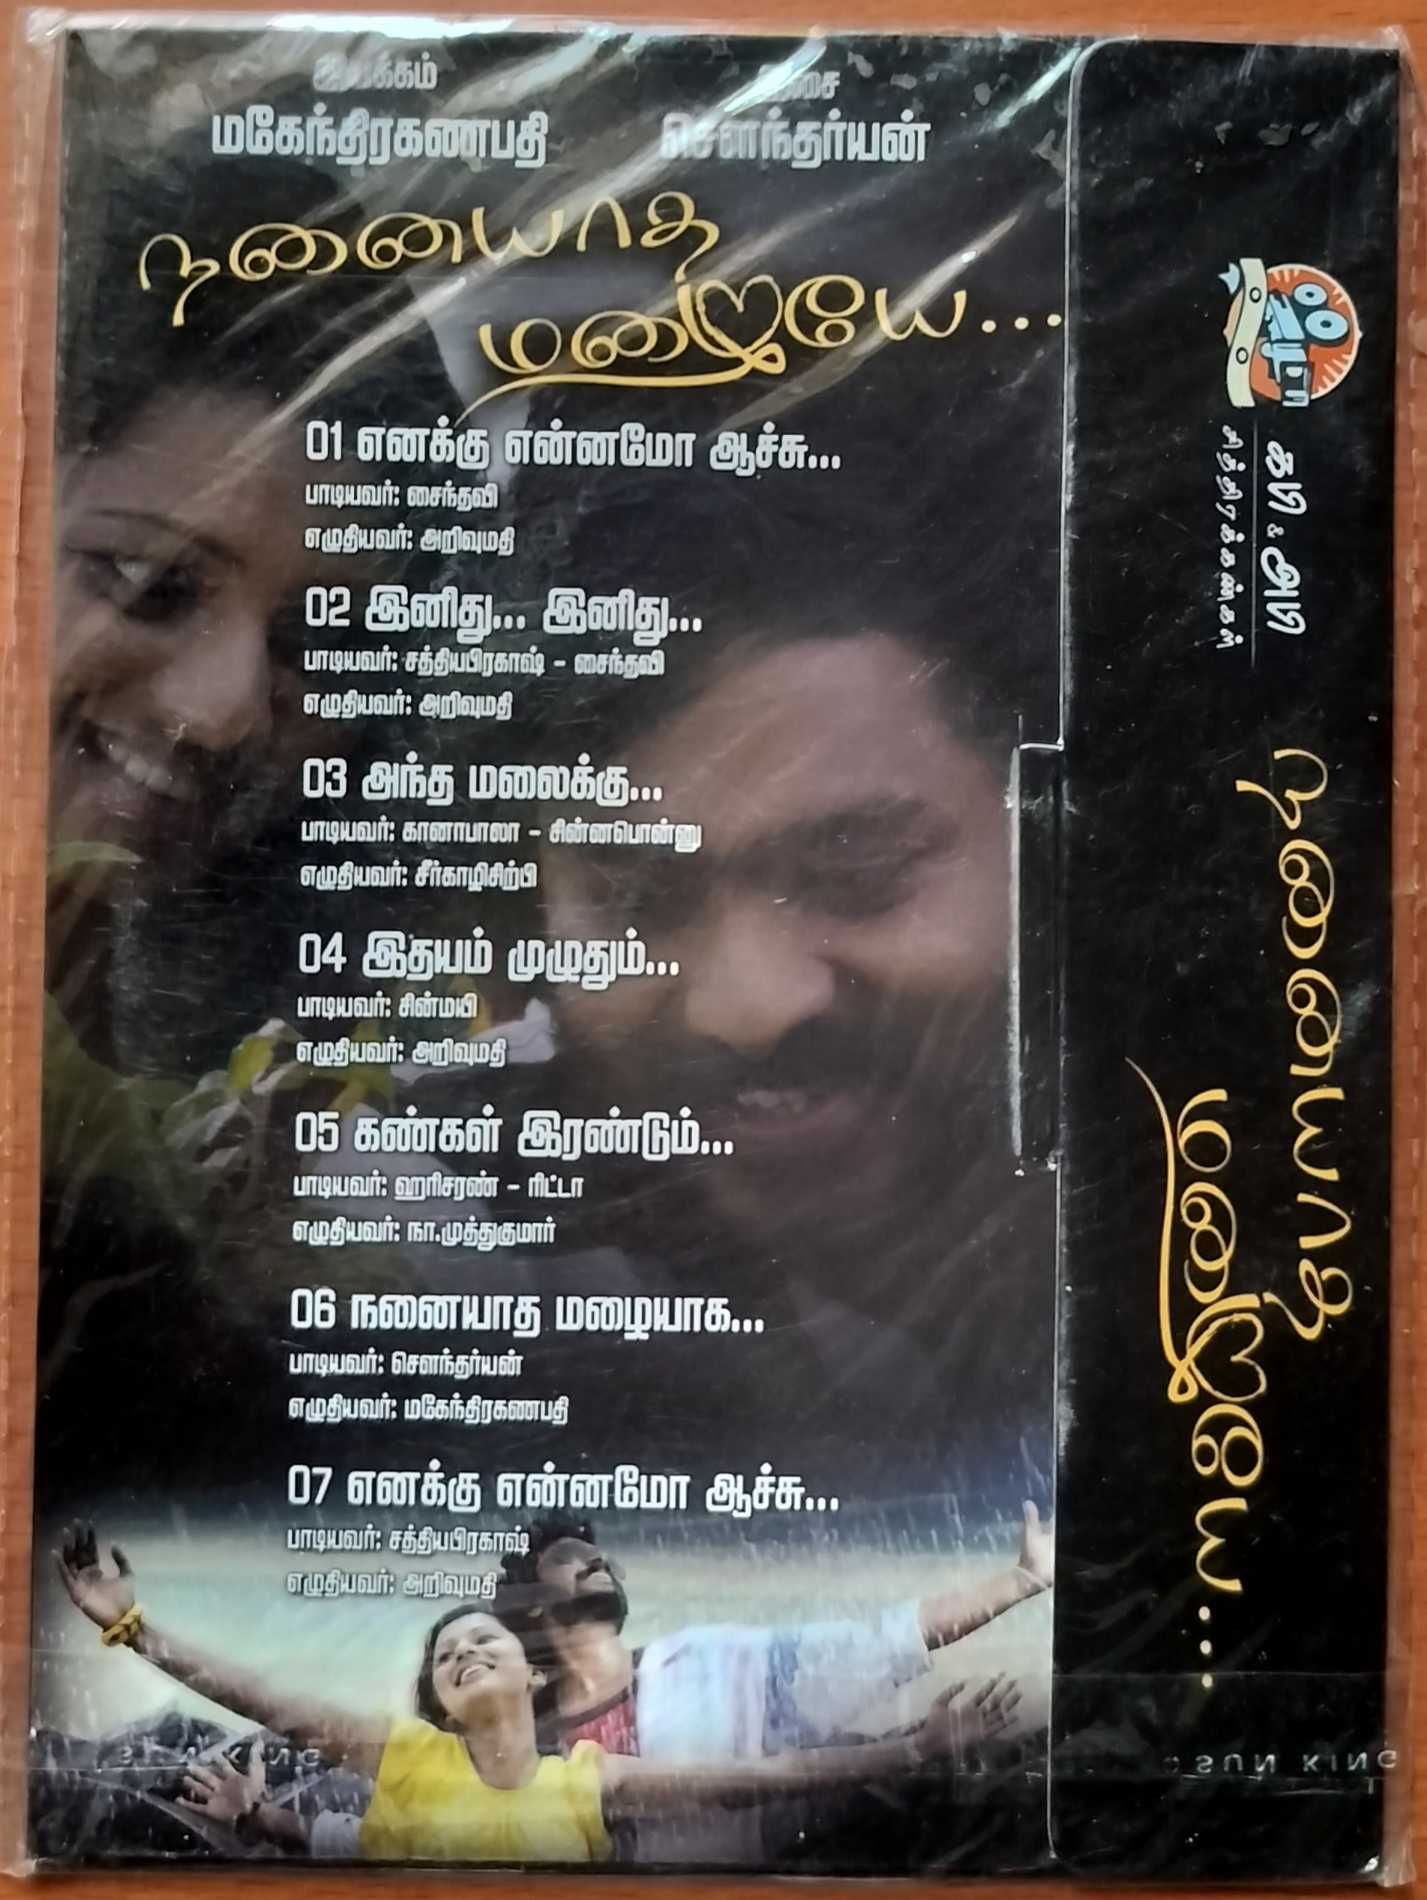 இயக்கம்
மகேந்திரகணபதி
இசை
சௌந்தர்யன்
நனையாத
மழையே...
01 எனக்கு என்னமோ ஆச்சு...
பாடியவர்: சைந்தவி
எழுதியவர்: அறிவுமதி
02 இனிது... இனிது...
பாடியவர்: சத்தியபிரகாஷ் - சைந்தவி
எழுதியவர்: அறிவுமதி
03 அந்த மலைக்கு...
பாடியவர்: கானாபாலா - சின்னபொன்னு
எழுதியவர்: சீர்காழிசிற்பி
04 இதயம் முழுதும்...
பாடியவர்: சின்மயி
எழுதியவர்: அறிவுமதி
05 கண்கள் இரண்டும்...
பாடியவர்: ஹரிசரண் - ரிட்டா
எழுதியவர்: நா.முத்துகுமார்
06 நனையாத மழையாக...
பாடியவர்: சௌந்தர்யன்
எழுதியவர்: மகேந்திரகணபதி
07 எனக்கு என்னமோ ஆச்சு...
பாடியவர்: சத்தியபிரகாஷ்
எழுதியவர்: அறிவுமதி
SUN KING
நனையாத
மழையே...
SUN KING